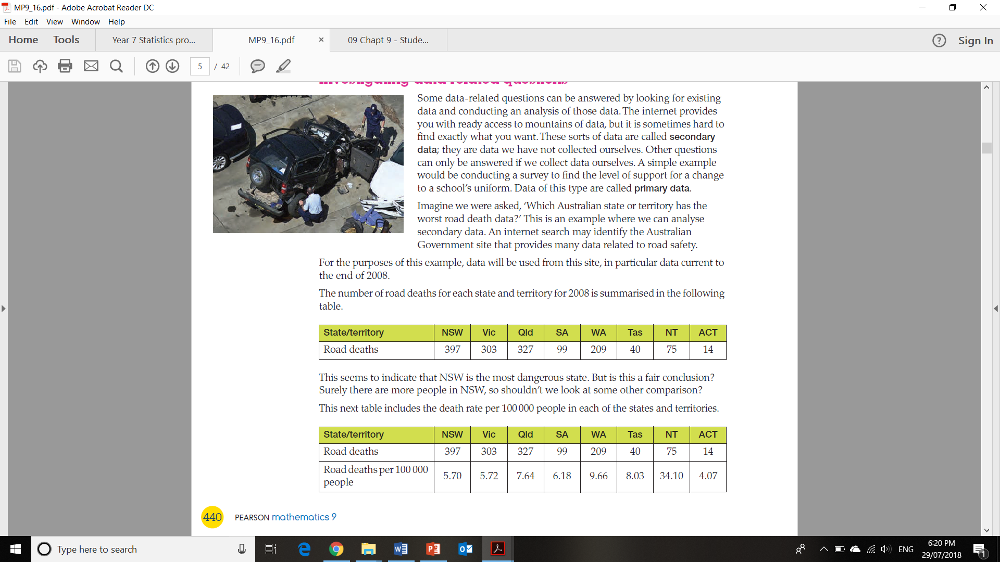 MP9_16.pdf - Adobe Acrobat Reader DC
File Edit View Window Help
Home Tools Year 7 Statistics pro... MP9_16.pdf × 09 Chapt 9 - Stude... ? Sign In
5 / 42
Investigating data related questions
Some data-related questions can be answered by looking for existing
data and conducting an analysis of those data. The internet provides
you with ready access to mountains of data, but it is sometimes hard to
find exactly what you want. These sorts of data are called secondary
data; they are data we have not collected ourselves. Other questions
can only be answered if we collect data ourselves. A simple example
would be conducting a survey to find the level of support for a change
to a school's uniform. Data of this type are called primary data.
Imagine we were asked, ‘Which Australian state or territory has the
worst road death data?’ This is an example where we can analyse
secondary data. An internet search may identify the Australian
Government site that provides many data related to road safety.
For the purposes of this example, data will be used from this site, in particular data current to
the end of 2008.
The number of road deaths for each state and territory for 2008 is summarised in the following
table.
State/territory NSW Vic Qld SA WA Tas NT ACT
Road deaths 397 303 327 99 209 40 75 14
This seems to indicate that NSW is the most dangerous state. But is this a fair conclusion?
Surely there are more people in NSW, so shouldn't we look at some other comparison?
This next table includes the death rate per 100 000 people in each of the states and territories.
State/territory NSW Vic Qld SA WA Tas NT ACT
Road deaths 397 303 327 99 209 40 75 14
Road deaths per 100 000
people 5.70 5.72 7.64 6.18 9.66 8.03 34.10 4.07
440 PEARSON mathematics 9
Type here to search
ENG
6:20 PM
29/07/2018
1